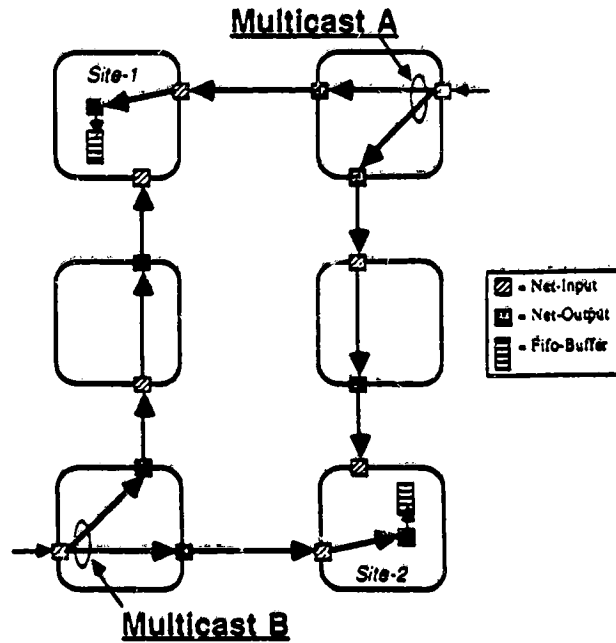 Multicast A
Site-1
= Net-Input
= Net-Output
= Fifo-Buffer
Site-2
Multicast B